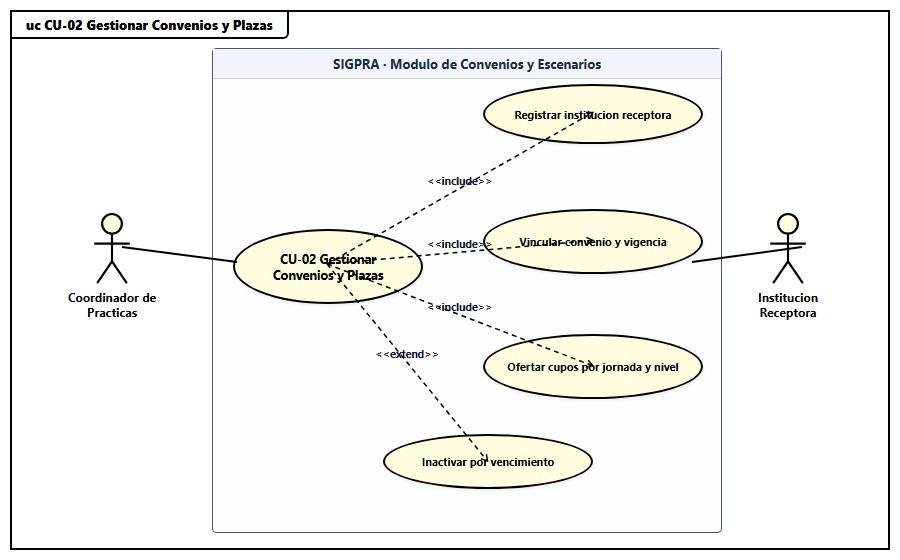 uc CU-02 Gestionar Convenios y Plazas
SIGPRA · Modulo de Convenios y Escenarios
Registrar institucion receptora
<<include>>
<<include>>
Vincular convenio y vigencia
CU-02 Gestionar
Convenios y Plazas
Coordinador de
Practicas
Institucion
Receptora
<<include>>
<<extend>>
Ofertar cupos por jornada y nivel
Inactivar por vencimiento